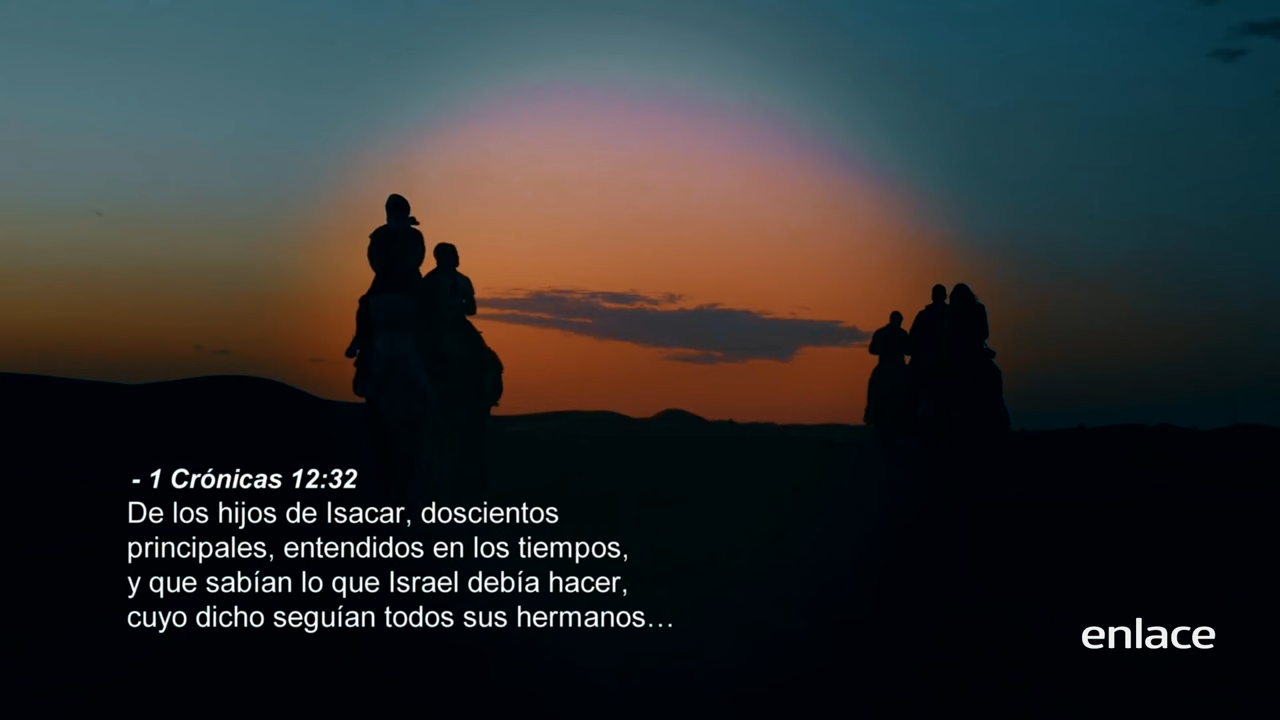 - 1 Crónicas 12:32
De los hijos de Isacar, doscientos
principales, entendidos en los tiempos,
y que sabían lo que Israel debía hacer,
cuyo dicho seguían todos sus hermanos…
enlace